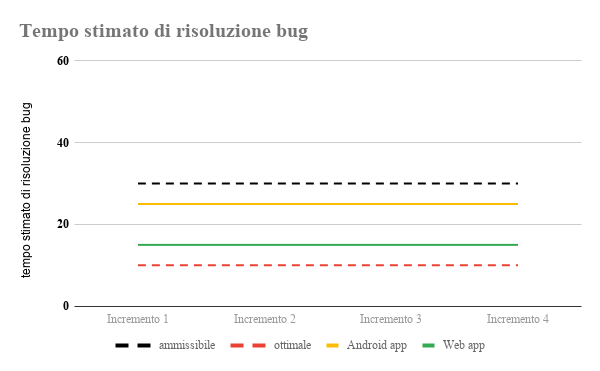 Tempo stimato di risoluzione bug
tempo stimato di risoluzione bug
60
40
20
0
Incremento 1 Incremento 2 Incremento 3 Incremento 4
ammissibile ottimale Android app Web app